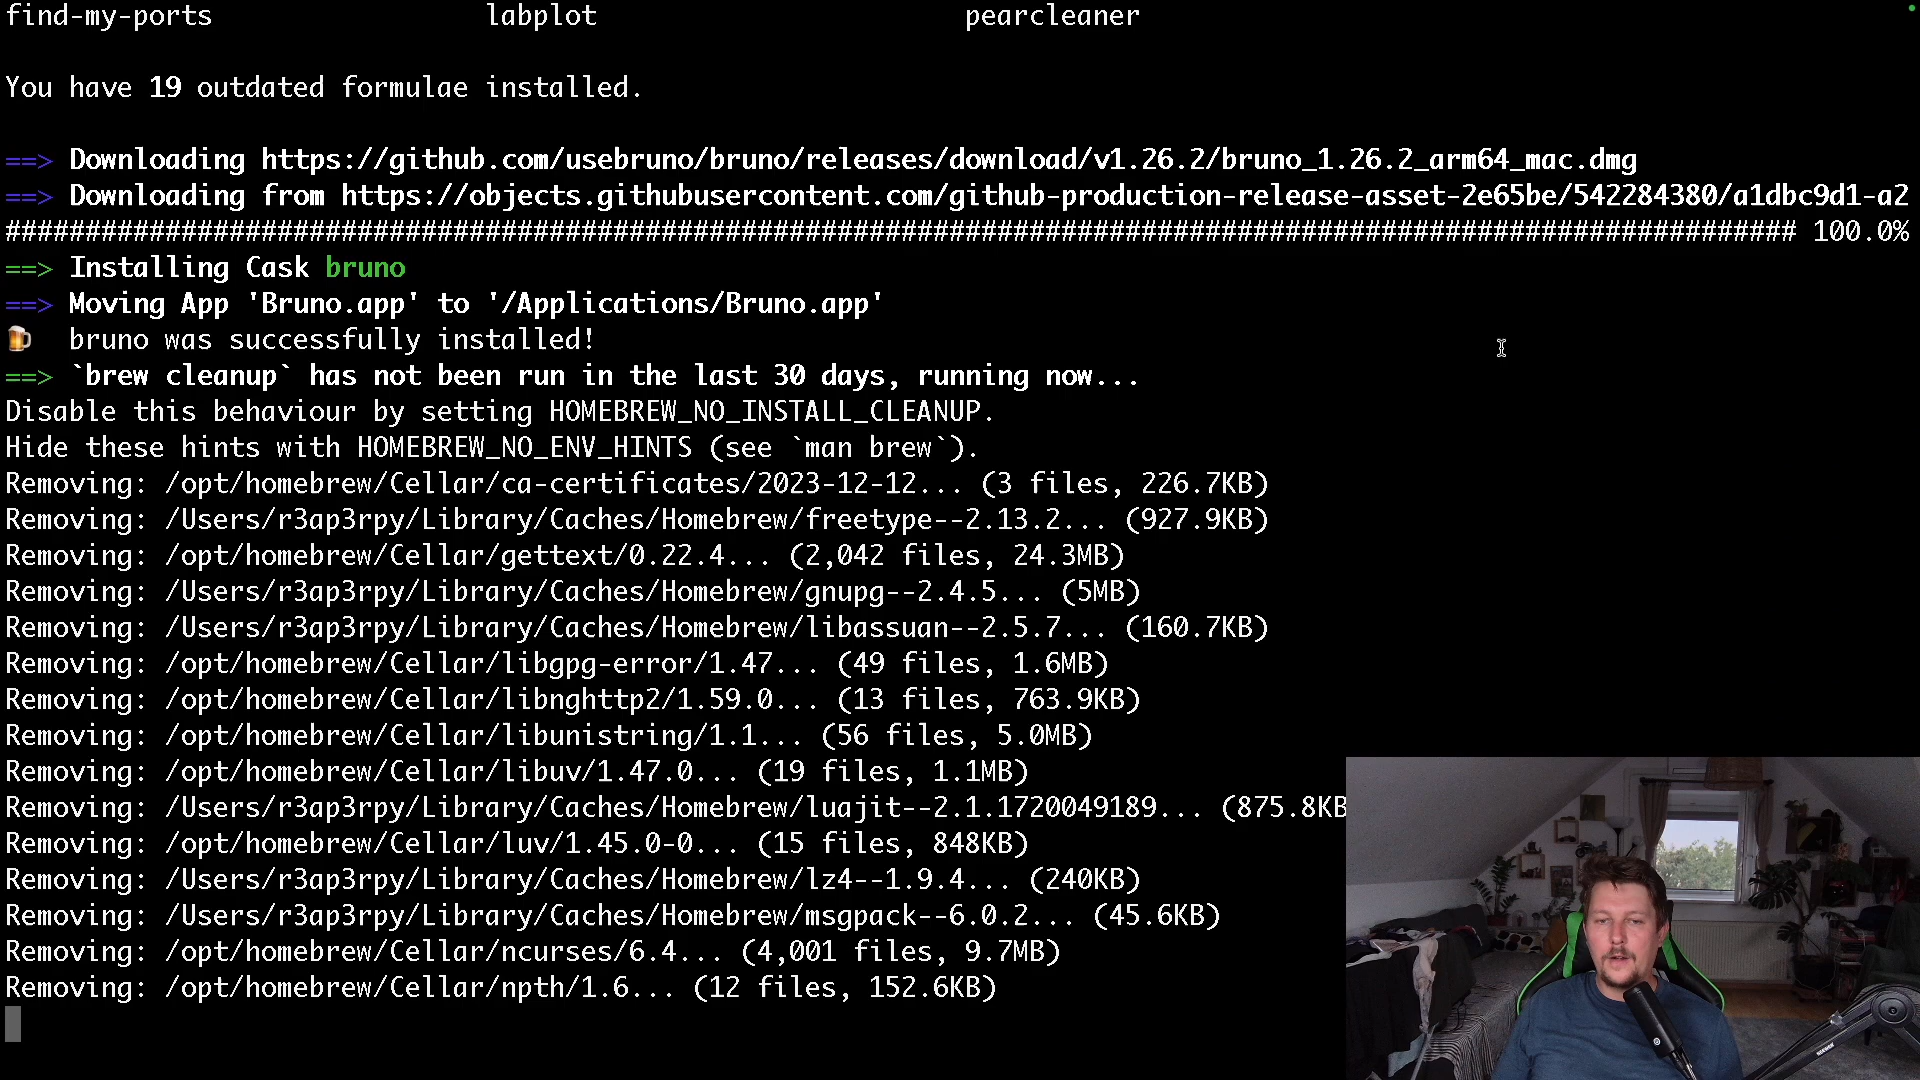 find-my-ports labplot pearcleaner
You have 19 outdated formulae installed.
==> Downloading https://github.com/usebruno/bruno/releases/download/v1.26.2/bruno_1.26.2_arm64_mac.dmg
==> Downloading from https://objects.githubusercontent.com/github-production-release-asset-2e65be/542284380/a1dbc9d1-a2
################################################################################################################ 100.0%
==> Installing Cask bruno
==> Moving App 'Bruno.app' to '/Applications/Bruno.app'
🍺  bruno was successfully installed!
==> `brew cleanup` has not been run in the last 30 days, running now...
Disable this behaviour by setting HOMEBREW_NO_INSTALL_CLEANUP.
Hide these hints with HOMEBREW_NO_ENV_HINTS (see `man brew`).
Removing: /opt/homebrew/Cellar/ca-certificates/2023-12-12... (3 files, 226.7KB)
Removing: /Users/r3ap3rpy/Library/Caches/Homebrew/freetype--2.13.2... (927.9KB)
Removing: /opt/homebrew/Cellar/gettext/0.22.4... (2,042 files, 24.3MB)
Removing: /Users/r3ap3rpy/Library/Caches/Homebrew/gnupg--2.4.5... (5MB)
Removing: /Users/r3ap3rpy/Library/Caches/Homebrew/libassuan--2.5.7... (160.7KB)
Removing: /opt/homebrew/Cellar/libgpg-error/1.47... (49 files, 1.6MB)
Removing: /opt/homebrew/Cellar/libnghttp2/1.59.0... (13 files, 763.9KB)
Removing: /opt/homebrew/Cellar/libunistring/1.1... (56 files, 5.0MB)
Removing: /opt/homebrew/Cellar/libuv/1.47.0... (19 files, 1.1MB)
Removing: /Users/r3ap3rpy/Library/Caches/Homebrew/luajit--2.1.1720049189... (875.8KB
Removing: /opt/homebrew/Cellar/luv/1.45.0-0... (15 files, 848KB)
Removing: /Users/r3ap3rpy/Library/Caches/Homebrew/lz4--1.9.4... (240KB)
Removing: /Users/r3ap3rpy/Library/Caches/Homebrew/msgpack--6.0.2... (45.6KB)
Removing: /opt/homebrew/Cellar/ncurses/6.4... (4,001 files, 9.7MB)
Removing: /opt/homebrew/Cellar/npth/1.6... (12 files, 152.6KB)